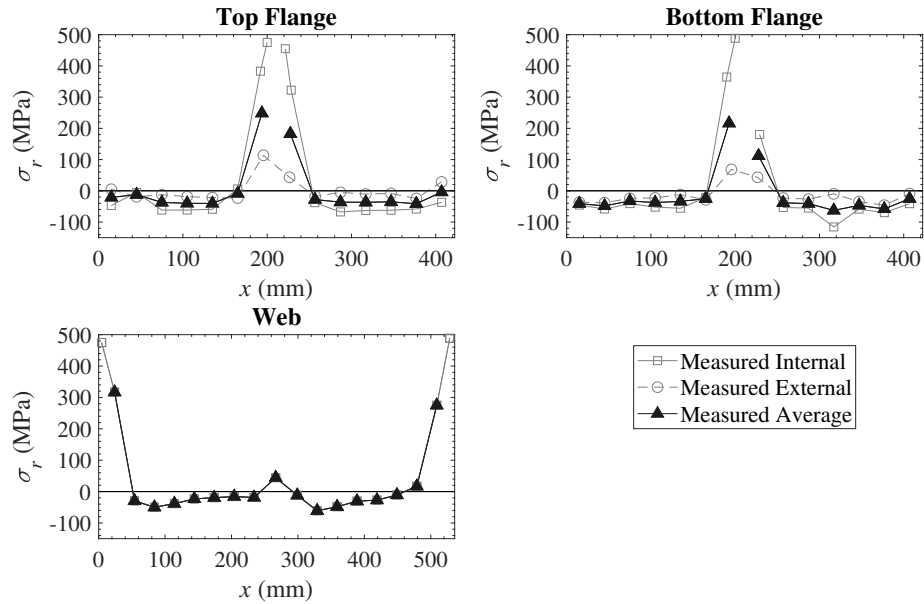 Top Flange
500
400
300
200
100
0
-100
σr (MPa)
0 100 200 300 400
x (mm)
Bottom Flange
500
400
300
200
100
0
-100
σr (MPa)
0 100 200 300 400
x (mm)
Web
500
400
300
200
100
0
-100
σr (MPa)
0 100 200 300 400 500
x (mm)
Measured Internal
Measured External
Measured Average